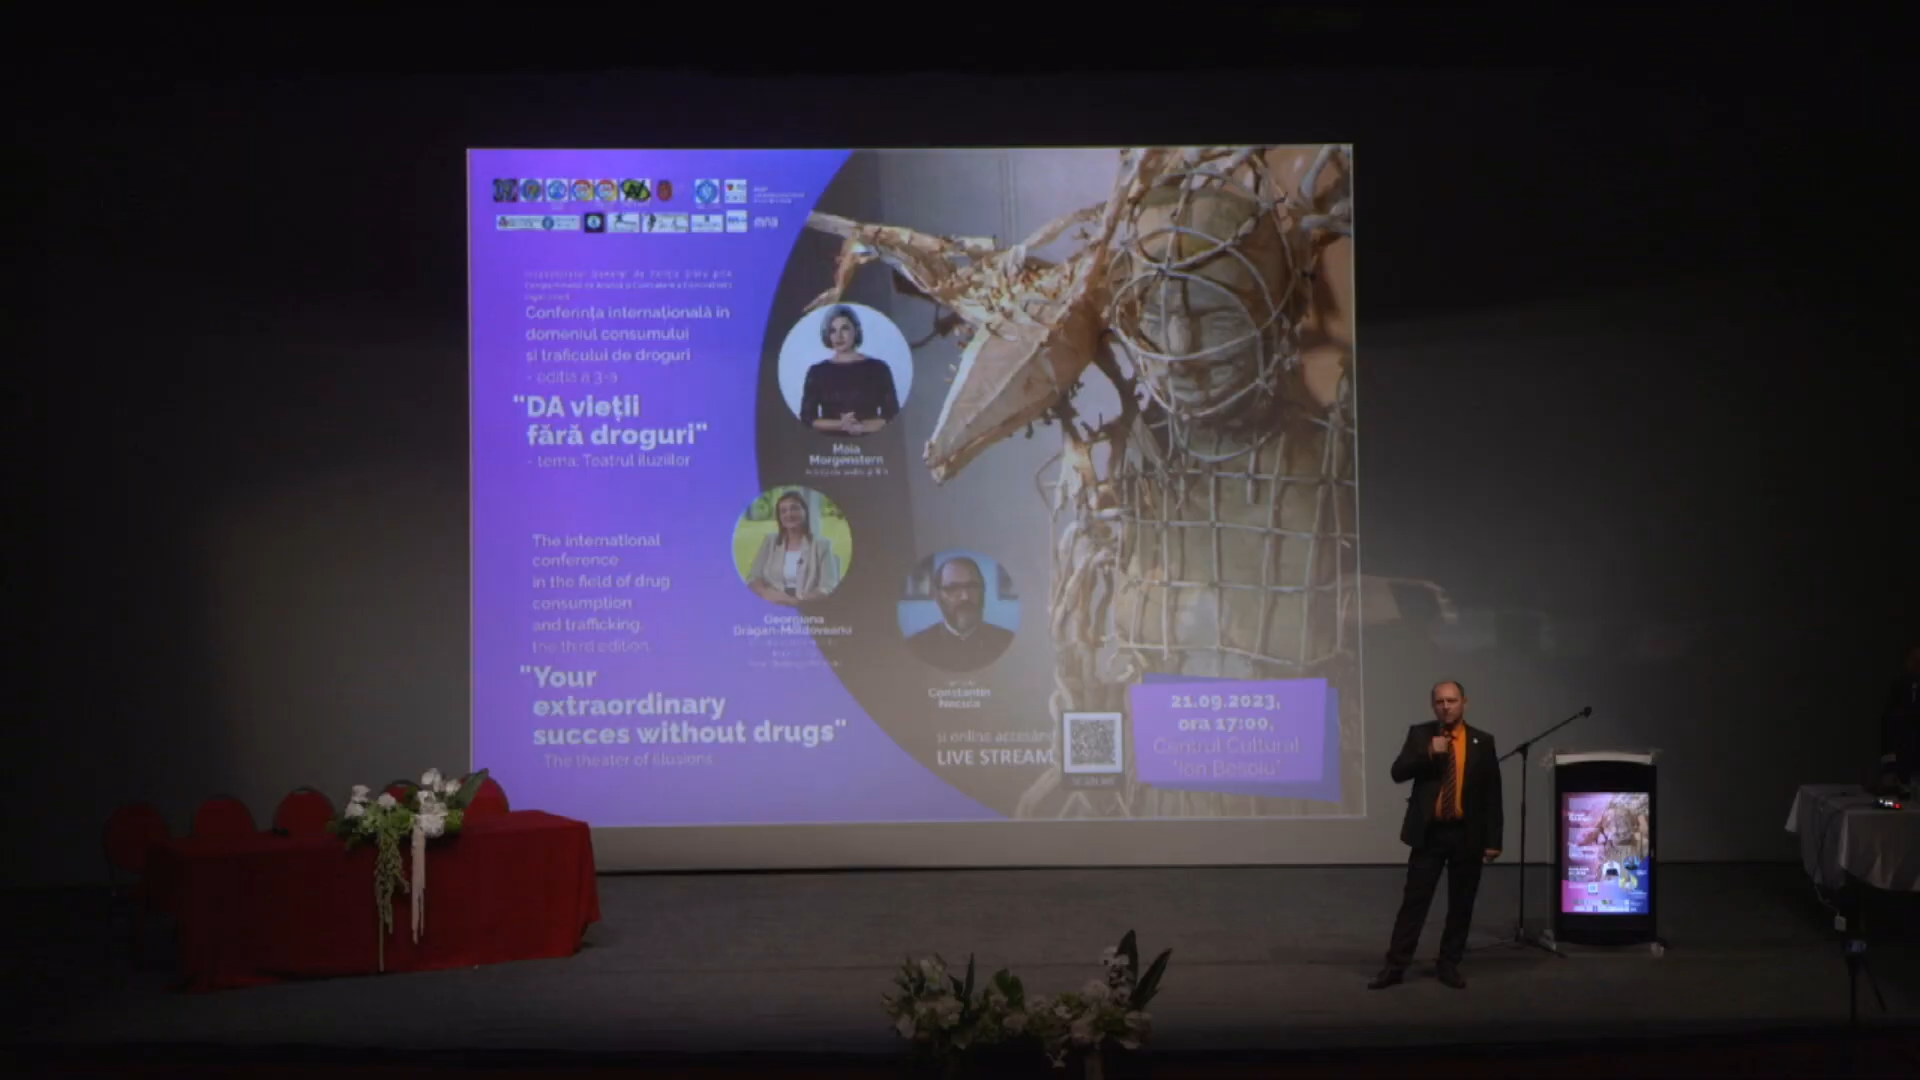 Conferința internațională în
domeniul consumului
si traficului de droguri
- ediția a 3-a
"DA vieții
fără droguri"
- tema: Teatrul iluziilor
The international
conference
in the field of drug
consumption
and trafficking,
the third edition
"Your
extraordinary
succes without drugs"
The theater of illusions
Maia
Morgenstern
Georgiana
Drăgan-Moldoveanu
Constantin
Necula
și online accesând
LIVE STREAM
21.09.2023,
ora 17:00,
Centrul Cultural
"Ion Besoiu"